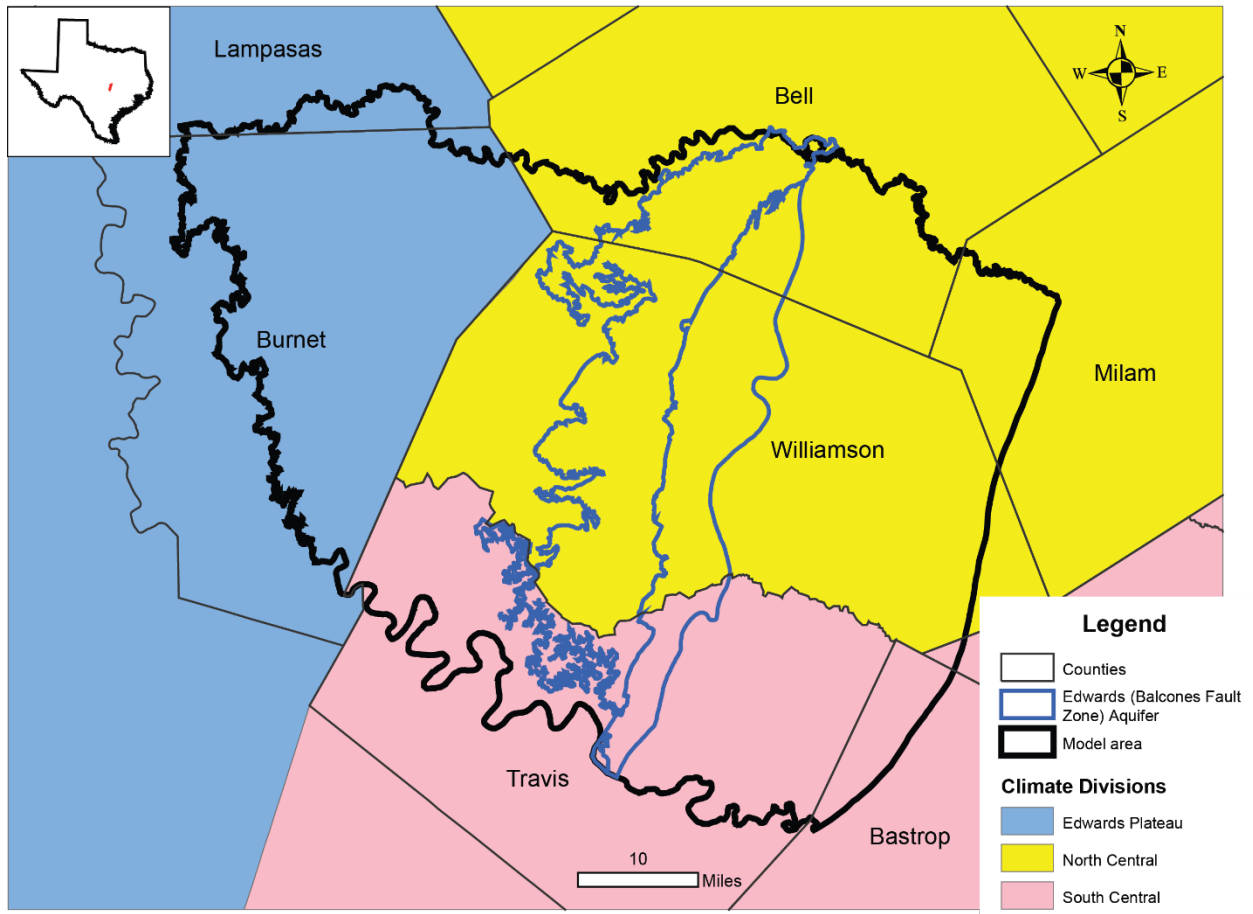 Lampasas
N
W
E
S
Bell
Burnet
Milam
Williamson
Travis
Bastrop
10
Miles
Legend
Counties
Edwards (Balcones Fault
Zone) Aquifer
Model area
Climate Divisions
Edwards Plateau
North Central
South Central